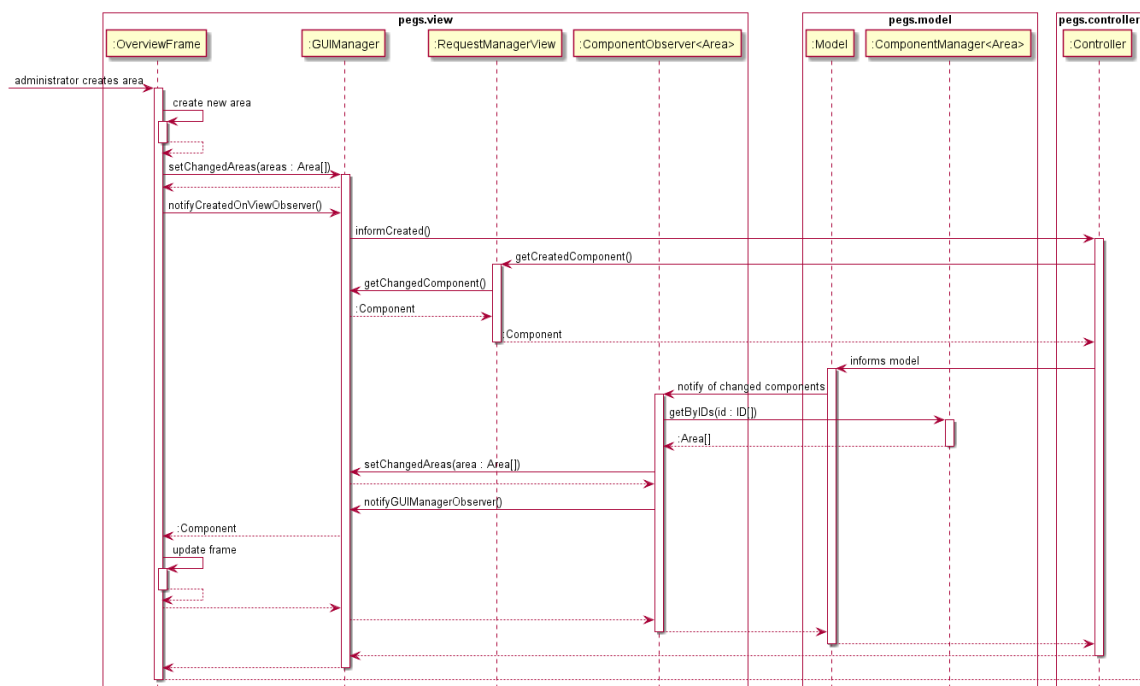 pegs.view
pegs.model
pegs.controller
:OverviewFrame
:GUIManager
:RequestManagerView
:ComponentObserver<Area>
:Model
:ComponentManager<Area>
:Controller
administrator creates area
create new area
setChangedAreas(areas : Area[])
notifyCreatedOnViewObserver()
informCreated()
getCreatedComponent()
getChangedComponent()
:Component
:Component
informs model
notify of changed components
getByIDs(id : ID[])
:Area[]
setChangedAreas(area : Area[])
notifyGUIManagerObserver()
:Component
update frame